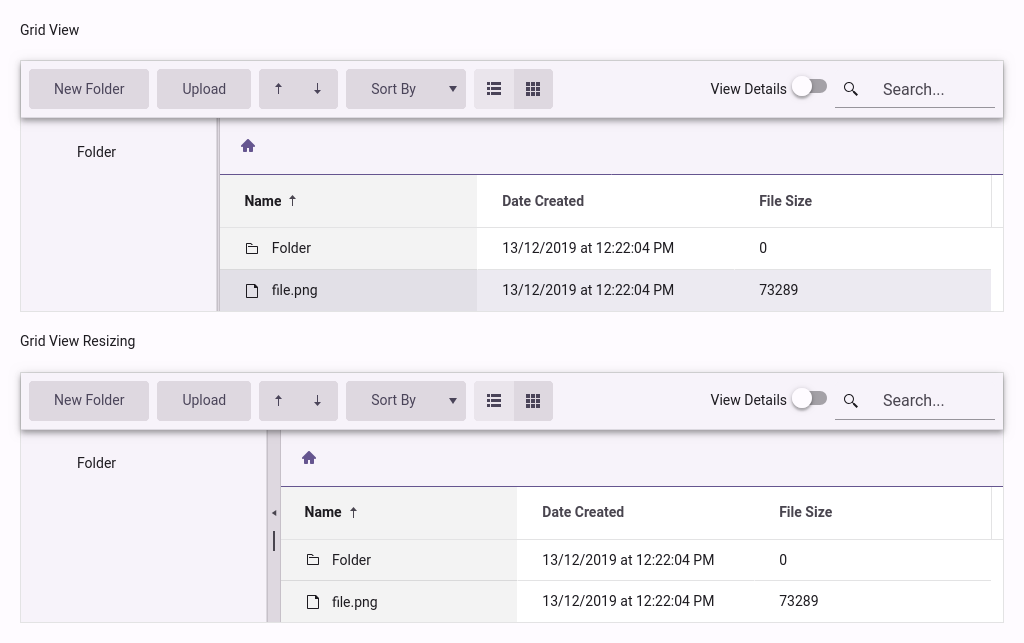 Grid View
New Folder Upload Sort By View Details Search...
Folder
Name Date Created File Size
Folder 13/12/2019 at 12:22:04 PM 0
file.png 13/12/2019 at 12:22:04 PM 73289
Grid View Resizing
New Folder Upload Sort By View Details Search...
Folder
Name Date Created File Size
Folder 13/12/2019 at 12:22:04 PM 0
file.png 13/12/2019 at 12:22:04 PM 73289